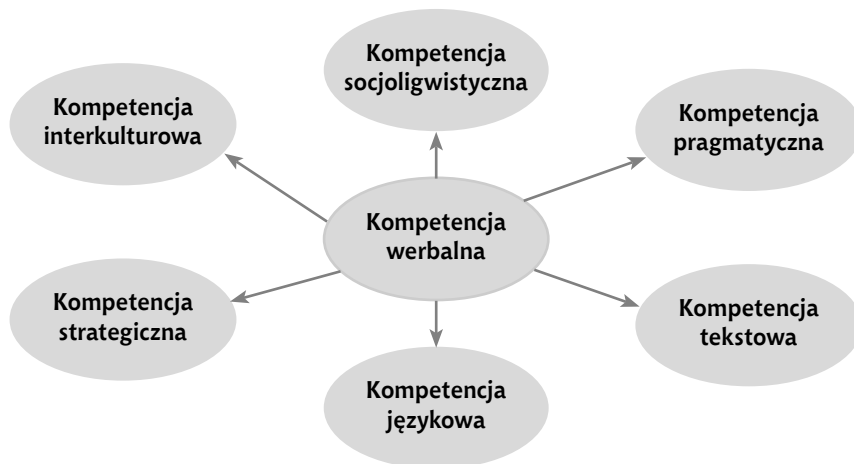 Kompetencja
socjoligwistyczna
Kompetencja
interkulturowa
Kompetencja
pragmatyczna
Kompetencja
werbalna
Kompetencja
strategiczna
Kompetencja
tekstowa
Kompetencja
językowa